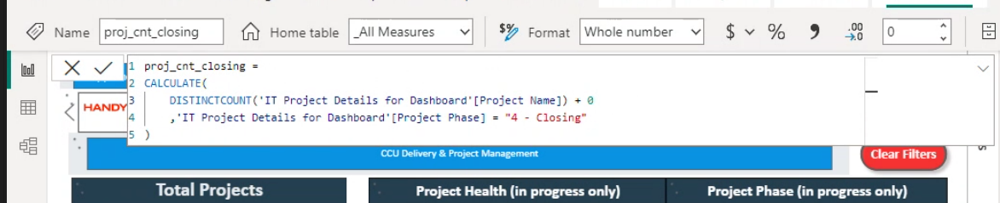 Name proj_cnt_closing Home table _All Measures $% Format Whole number $ % 9 .00 →.0 0
1 proj_cnt_closing =
2 CALCULATE(
3 DISTINCTCOUNT('IT Project Details for Dashboard'[Project Name]) + 0
4 ,'IT Project Details for Dashboard'[Project Phase] = "4 - Closing"
5 )
HANDY
CCU Delivery & Project Management
Clear Filters
Total Projects
Project Health (in progress only)
Project Phase (in progress only)